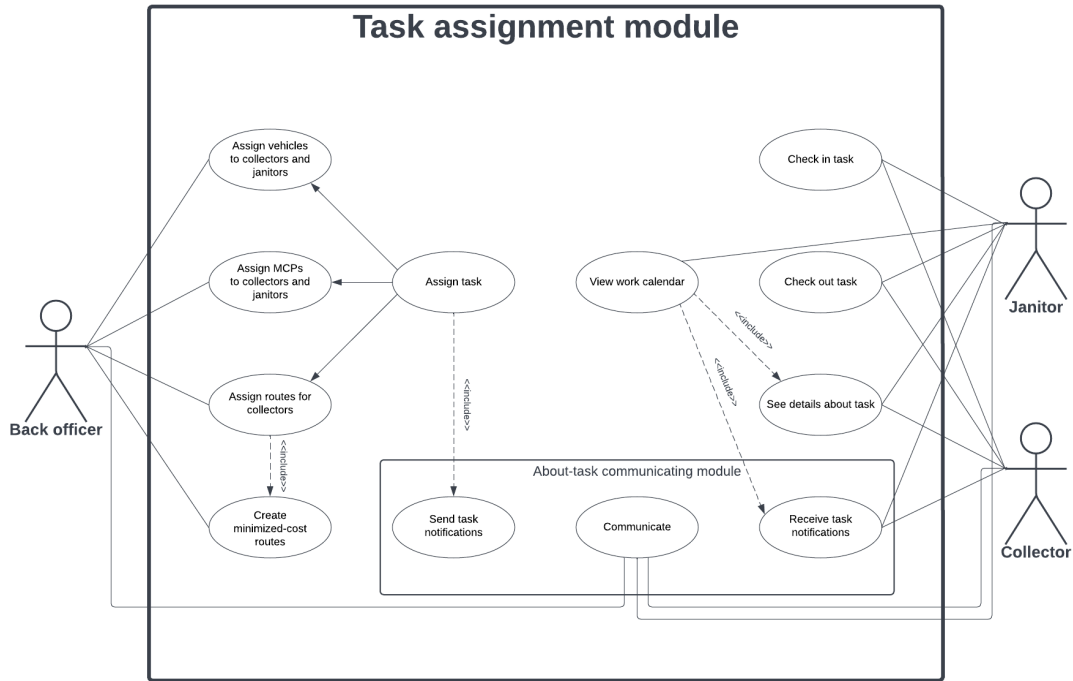 Task assignment module
Assign vehicles
to collectors and
janitors
Check in task
Assign MCPs
to collectors and
janitors
Assign task
View work calendar
Check out task
Janitor
<<include>>
<<include>>
Assign routes for
collectors
<<include>>
See details about task
Back officer
<<include>>
About-task communicating module
Create
minimized-cost
routes
Send task
notifications
Communicate
Receive task
notifications
Collector